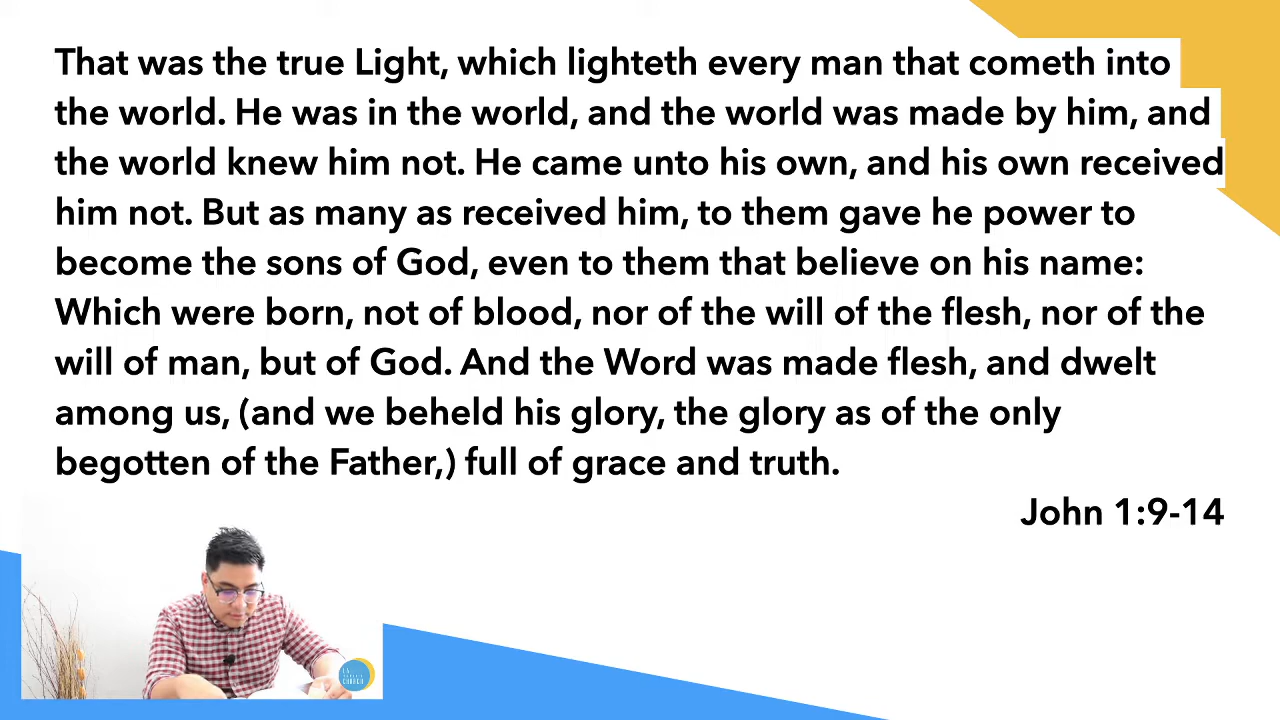 That was the true Light, which lighteth every man that cometh into
the world. He was in the world, and the world was made by him, and
the world knew him not. He came unto his own, and his own received
him not. But as many as received him, to them gave he power to
become the sons of God, even to them that believe on his name:
Which were born, not of blood, nor of the will of the flesh, nor of the
will of man, but of God. And the Word was made flesh, and dwelt
among us, (and we beheld his glory, the glory as of the only
begotten of the Father,) full of grace and truth.
John 1:9-14
CHURCH